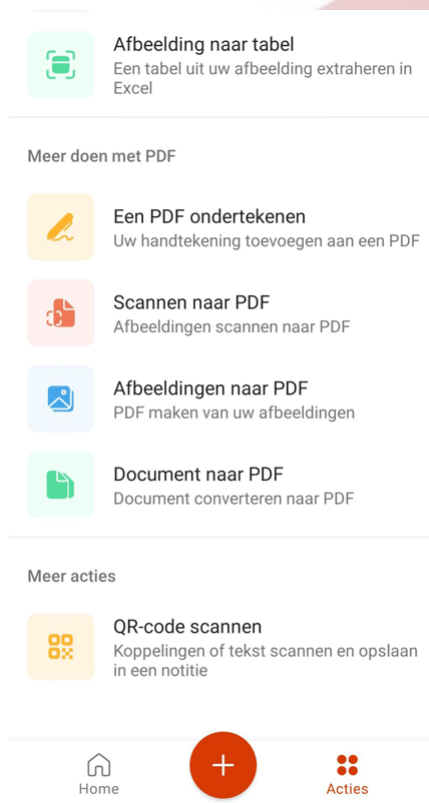 Afbeelding naar tabel
Een tabel uit uw afbeelding extraheren in
Excel
Meer doen met PDF
Een PDF ondertekenen
Uw handtekening toevoegen aan een PDF
Scannen naar PDF
Afbeeldingen scannen naar PDF
Afbeeldingen naar PDF
PDF maken van uw afbeeldingen
Document naar PDF
Document converteren naar PDF
Meer acties
QR-code scannen
Koppelingen of tekst scannen en opslaan
in een notitie
Home
Acties